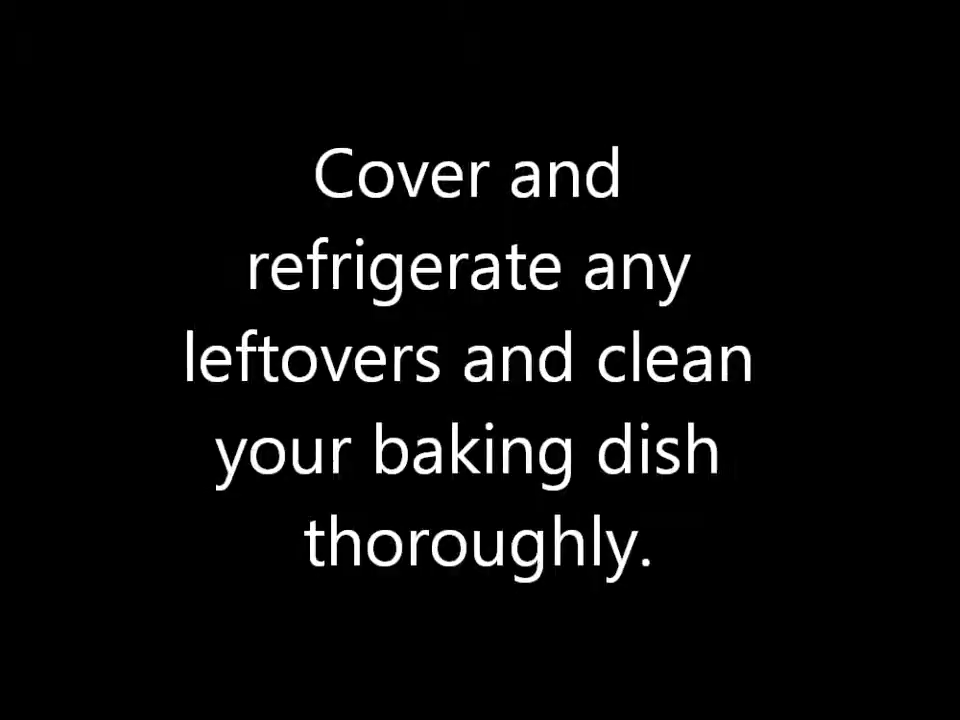 Cover and
refrigerate any
leftovers and clean
your baking dish
thoroughly.